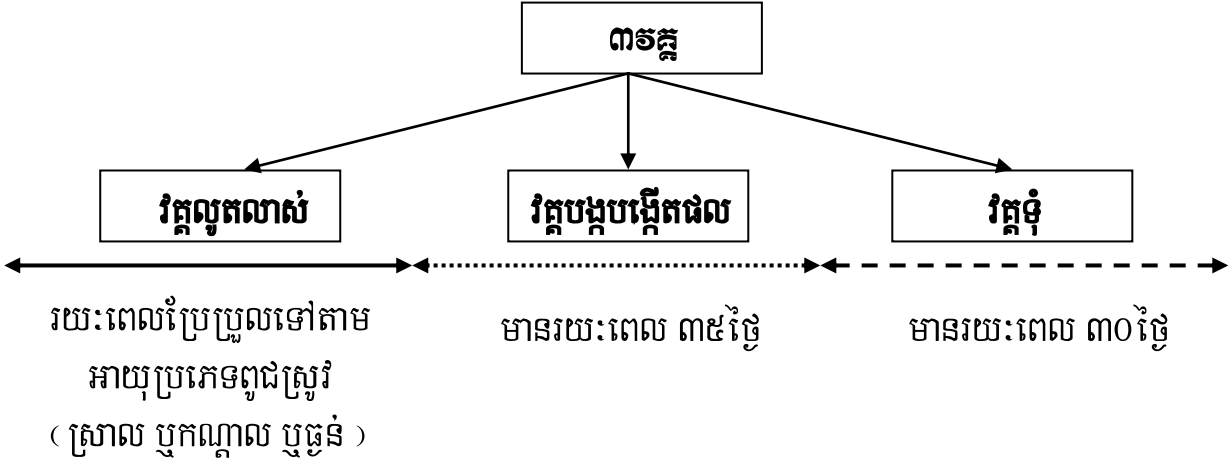 ៣វគ្គ
វគ្គលូតលាស់
វគ្គបង្កបង្កើតផល
វគ្គទុំ
រយៈពេលប្រែប្រួលទៅតាម
អាយុប្រភេទពូជស្រូវ
( ស្រាល ឬកណ្តាល ឬធ្ងន់ )
មានរយៈពេល ៣៥ថ្ងៃ
មានរយៈពេល ៣០ថ្ងៃ